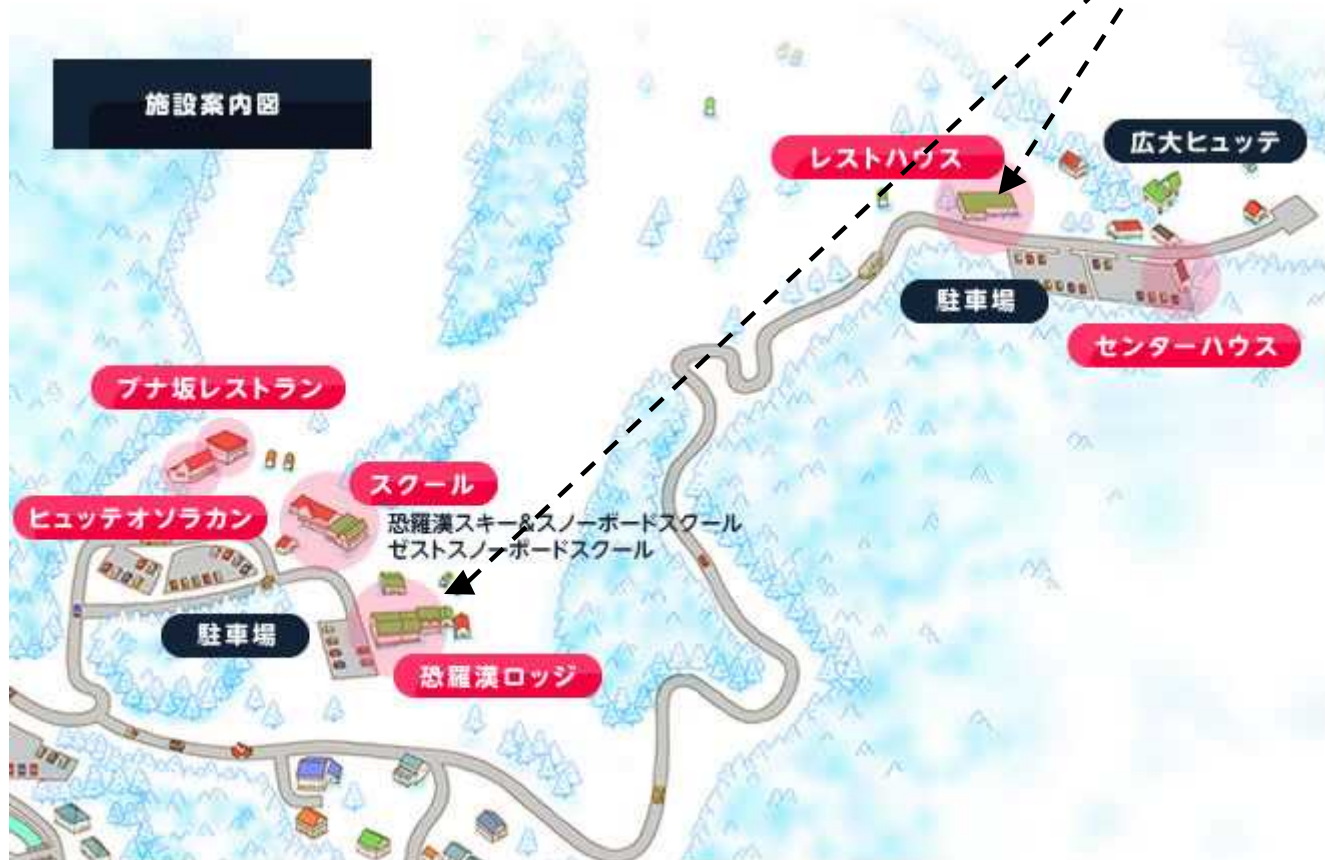 施設案内図
レストハウス
広大ヒュッテ
駐車場
センターハウス
ブナ坂レストラン
スクール
ヒュッテオソラカン
恐羅漢スキー&スノーボードスクール
ゼストスノーボードスクール
駐車場
恐羅漢ロッジ